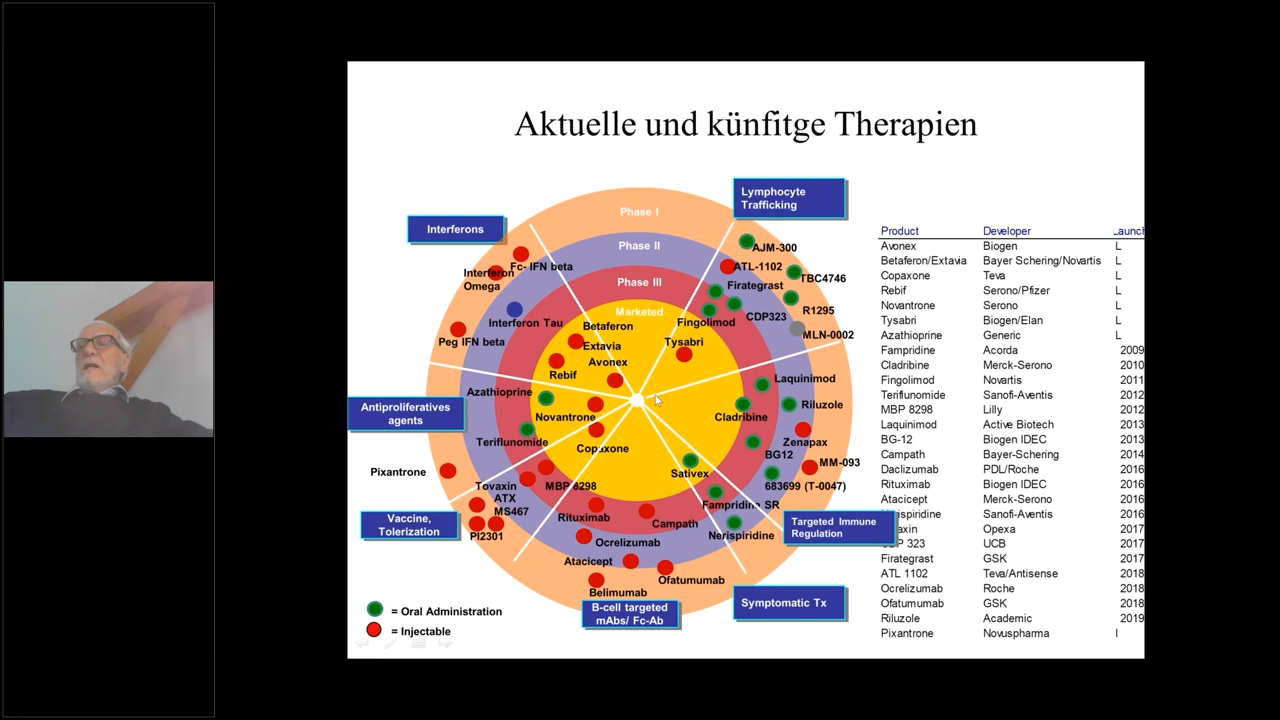 Aktuelle und künfitge Therapien
Phase I
Phase II
Phase III
Marketed
Interferons
Fc- IFN beta
Interferon
Omega
Interferon Tau
Peg IFN beta
Betaferon
Extavia
Avonex
Rebif
Lymphocyte
Trafficking
AJM-300
ATL-1102
TBC4746
Firategrast
R1295
CDP323
Fingolimod
MLN-0002
Tysabri
Antiproliferatives
agents
Azathioprine
Novantrone
Teriflunomide
Pixantrone
Copaxone
Laquinimod
Riluzole
Cladribine
Zenapax
BG12
MM-093
683699 (T-0047)
Targeted Immune
Regulation
Vaccine,
Tolerization
Tovaxin
MBP 8298
ATX
MS467
PI2301
Sativex
Fampridine SR
Nerispiridine
Symptomatic Tx
Rituximab
Campath
Ocrelizumab
Atacicept
Ofatumumab
Belimumab
B-cell targeted
mAbs/ Fc-Ab
= Oral Administration
= Injectable
Product Developer Launch
Avonex Biogen L
Betaferon/Extavia Bayer Schering/Novartis L
Copaxone Teva L
Rebif Serono/Pfizer L
Novantrone Serono L
Tysabri Biogen/Elan L
Azathioprine Generic L
Fampridine Acorda 2009
Cladribine Merck-Serono 2010
Fingolimod Novartis 2011
Teriflunomide Sanofi-Aventis 2012
MBP 8298 Lilly 2012
Laquinimod Active Biotech 2013
BG-12 Biogen IDEC 2013
Campath Bayer-Schering 2014
Daclizumab PDL/Roche 2016
Rituximab Biogen IDEC 2016
Atacicept Merck-Serono 2016
Sanofi-Aventis 2016
Opexa 2017
323 UCB 2017
Firategrast GSK 2017
ATL 1102 Teva/Antisense 2018
Ocrelizumab Roche 2018
Ofatumumab GSK 2018
Riluzole Academic 2019
Pixantrone Novuspharma I